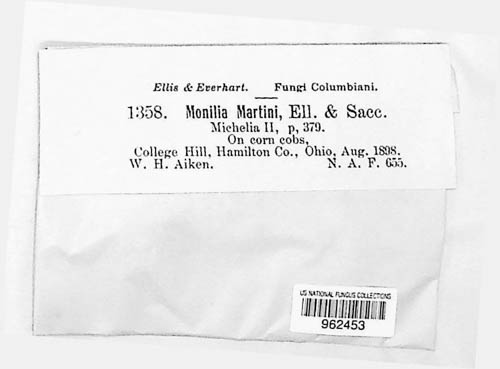 Ellis & Everhart. Fungi Columbiani.
1358. Monilia Martini, Ell. & Sacc.
Michelia II, p, 379.
On corn cobs,
College Hill, Hamilton Co., Ohio, Aug. 1898.
W. H. Aiken. N. A. F. 655.
US NATIONAL FUNGUS COLLECTIONS
962453